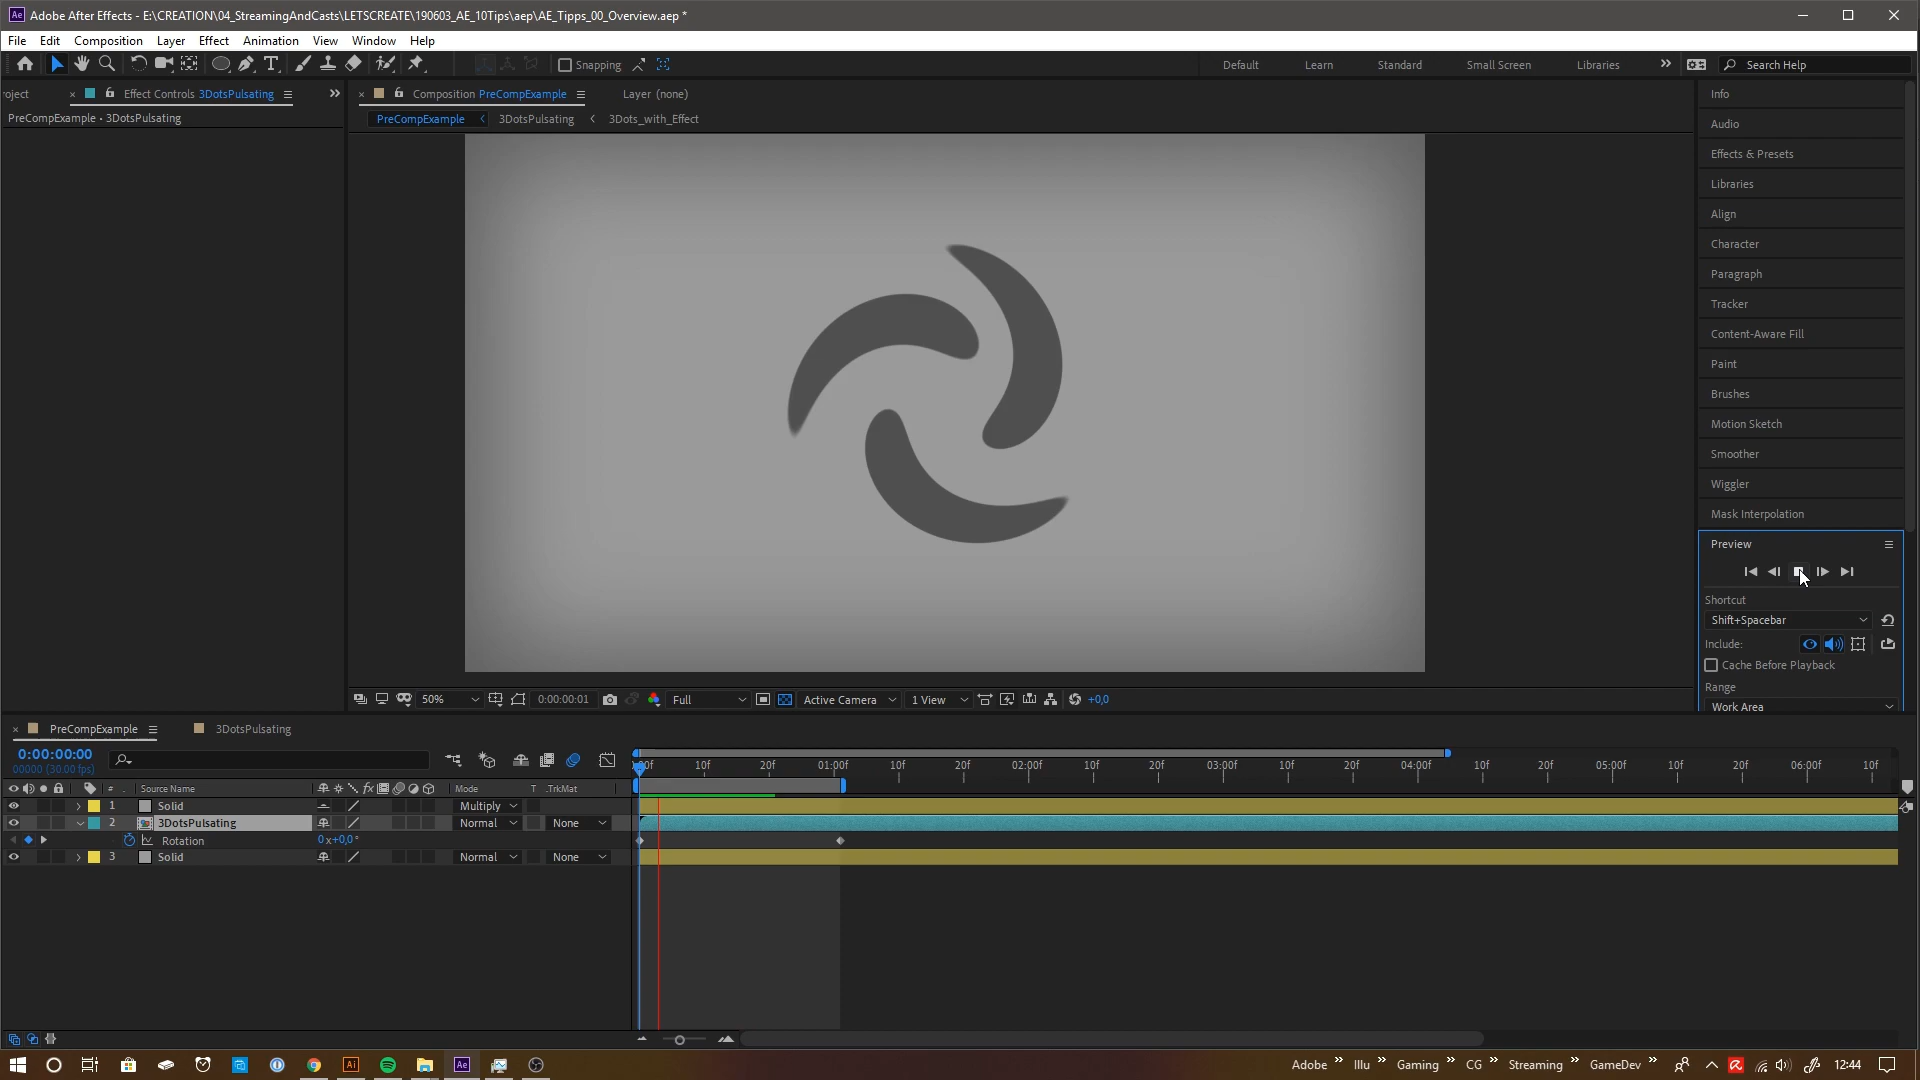 Adobe After Effects - E:\CREATION\04_StreamingAndCasts\LETSCREATE\190603_AE_10Tips\aep\AE_Tipps_00_Overview.aep *
File Edit Composition Layer Effect Animation View Window Help
Snapping
Default Learn Standard Small Screen Libraries
Search Help
oject
Effect Controls 3DotsPulsating
PreCompExample • 3DotsPulsating
Composition PreCompExample
Layer (none)
PreCompExample 3DotsPulsating 3Dots_with_Effect
Info
Audio
Effects & Presets
Libraries
Align
Character
Paragraph
Tracker
Content-Aware Fill
Paint
Brushes
Motion Sketch
Smoother
Wiggler
Mask Interpolation
Preview
Shortcut
Shift+Spacebar
Include:
Cache Before Playback
Range
Work Area
50% 0:00:00:01 Full Active Camera 1 View +0,0
PreCompExample 3DotsPulsating
0:00:00:00
00000 (30.00 fps)
:00f 10f 20f 01:00f 10f 20f 02:00f 10f 20f 03:00f 10f 20f 04:00f 10f 20f 05:00f 10f 20f 06:00f 10f
# Source Name fx Mode T .TrkMat
1 Solid Multiply
2 3DotsPulsating Normal None
Rotation 0x+0,0°
3 Solid Normal None
Ai Ae
Adobe Illu Gaming CG Streaming GameDev 12:44